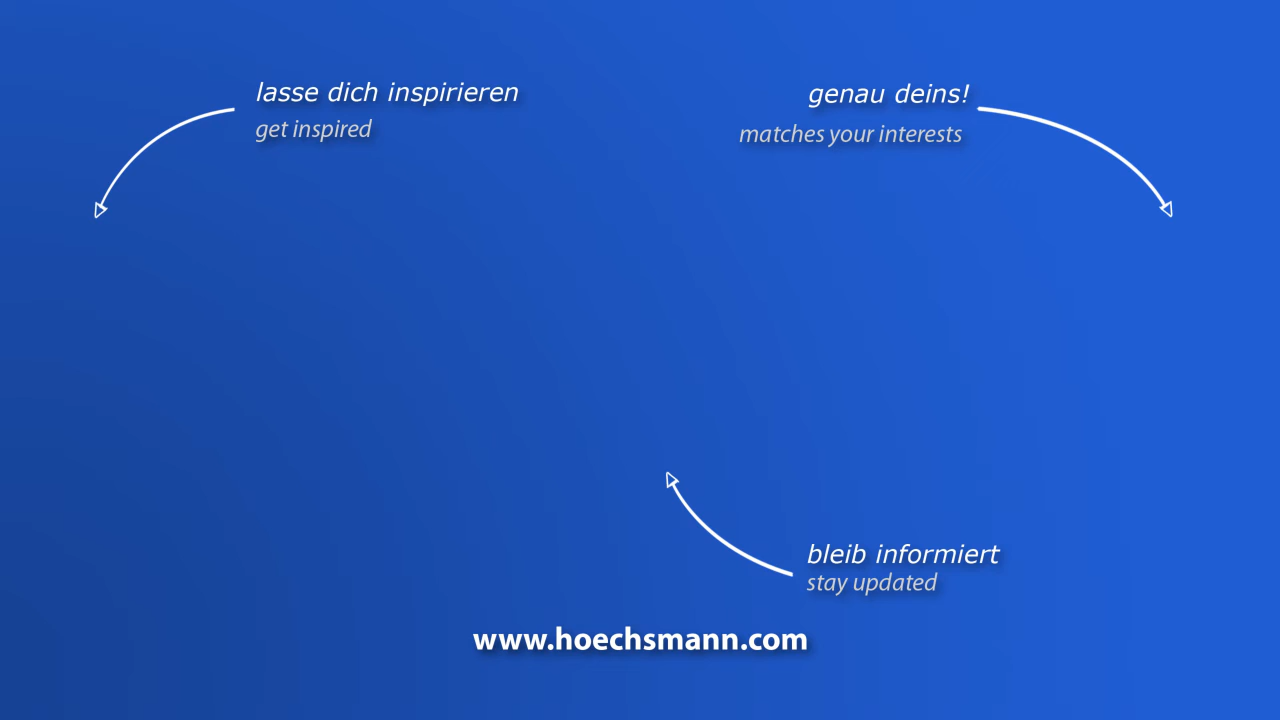 lasse dich inspirieren
get inspired
genau deins!
matches your interests
bleib informiert
stay updated
www.hoechsmann.com